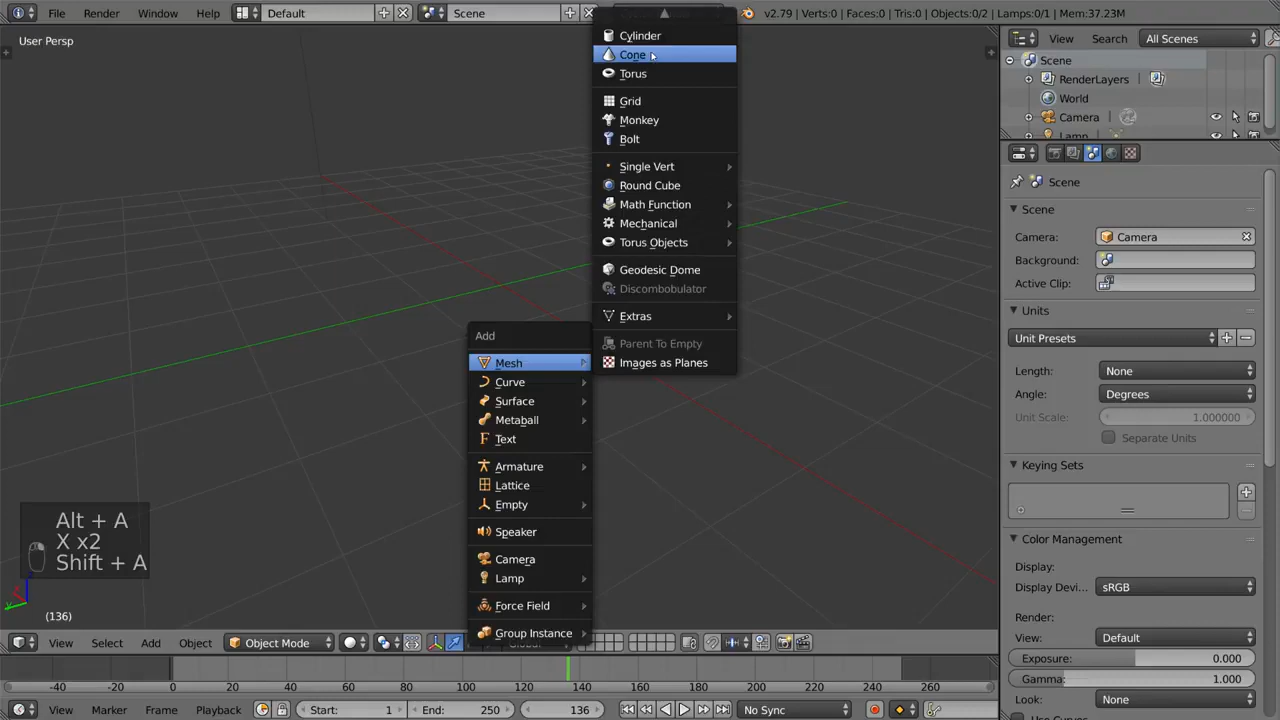 File Render Window Help Default Scene v2.79 | Verts:0 | Faces:0 | Tris:0 | Objects:0/2 | Lamps:0/1 | Mem:37.23M
User Persp
Cylinder
Cone
Torus
Grid
Monkey
Bolt
Single Vert
Round Cube
Math Function
Mechanical
Torus Objects
Geodesic Dome
Discombobulator
Extras
Parent To Empty
Images as Planes
Add
Mesh
Curve
Surface
Metaball
Text
Armature
Lattice
Empty
Speaker
Camera
Lamp
Force Field
Group Instance
Alt + A
X x2
Shift + A
(136)
View Search All Scenes
Scene
RenderLayers
World
Camera
Lamp
Scene
Scene
Camera: Camera
Background:
Active Clip:
Units
Unit Presets
Length: None
Angle: Degrees
Unit Scale: 1.000000
Separate Units
Keying Sets
Color Management
Display:
Display Devi... sRGB
Render:
View: Default
Exposure: 0.000
Gamma: 1.000
Look: None
View Select Add Object Object Mode
-40 -20 0 20 40 60 80 100 120 140 160 180 200 220 240 260
View Marker Frame Playback Start: 1 End: 250 136 No Sync